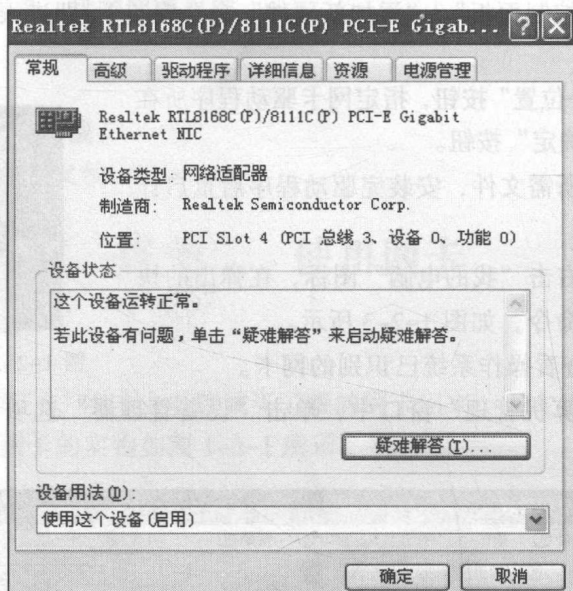 Realtek RTL8168C(P)/8111C(P) PCI-E Gigab...
常规 高级 驱动程序 详细信息 资源 电源管理
Realtek RTL8168C(P)/8111C(P) PCI-E Gigabit
Ethernet NIC
设备类型: 网络适配器
制造商: Realtek Semiconductor Corp.
位置: PCI Slot 4 (PCI 总线 3、设备 0、功能 0)
设备状态
这个设备运转正常。
若此设备有问题，单击“疑难解答”来启动疑难解答。
疑难解答(T)...
设备用法(D):
使用这个设备(启用)
确定 取消